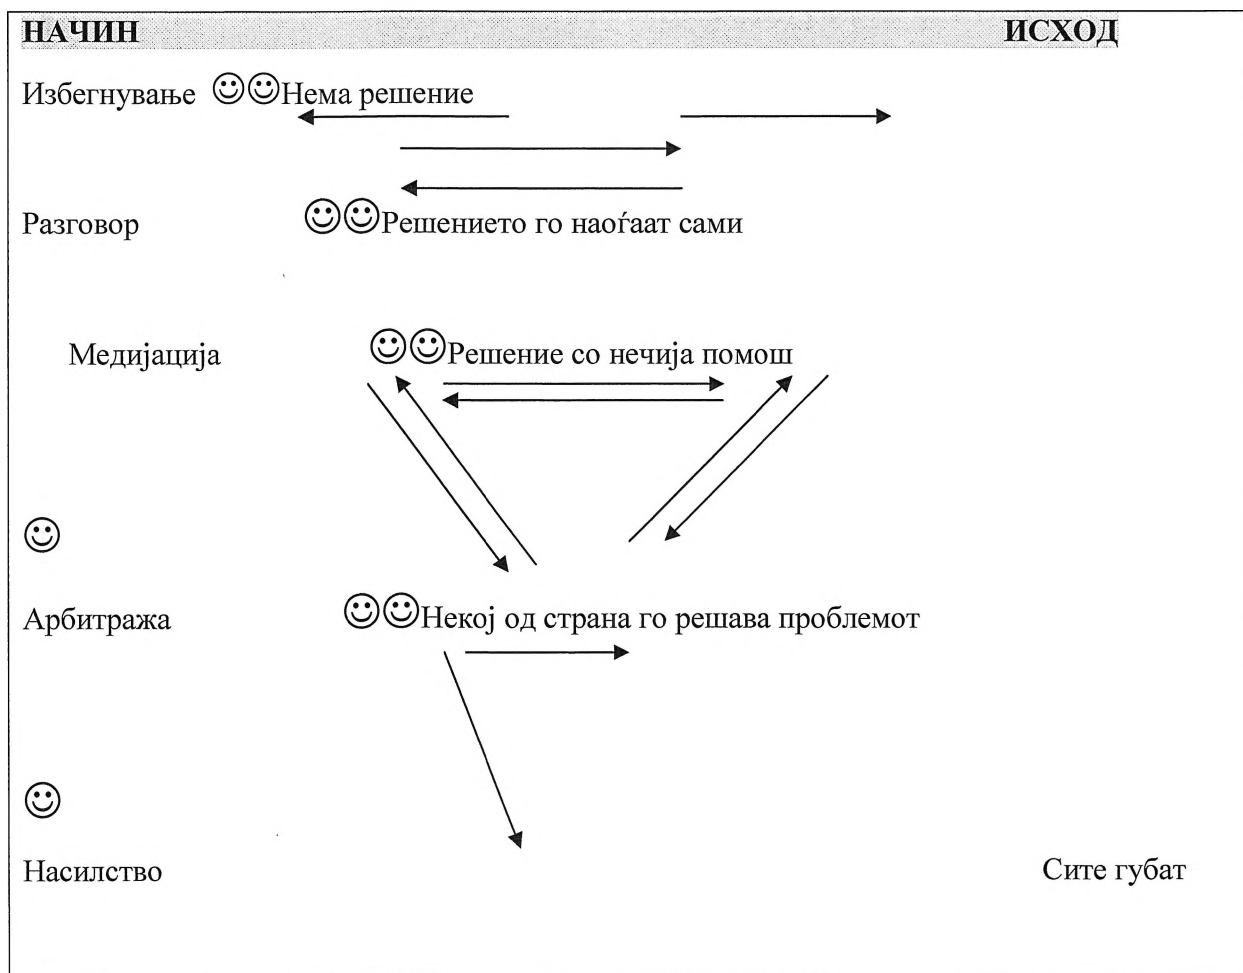 НАЧИН ИСХОД
Избегнување ☺☺Нема решение
Разговор ☺☺Решението го наоѓаат сами
Медијација ☺☺Решение со нечија помош
☺
Арбитража ☺☺Некој од страна го решава проблемот
☺
Насилство Сите губат